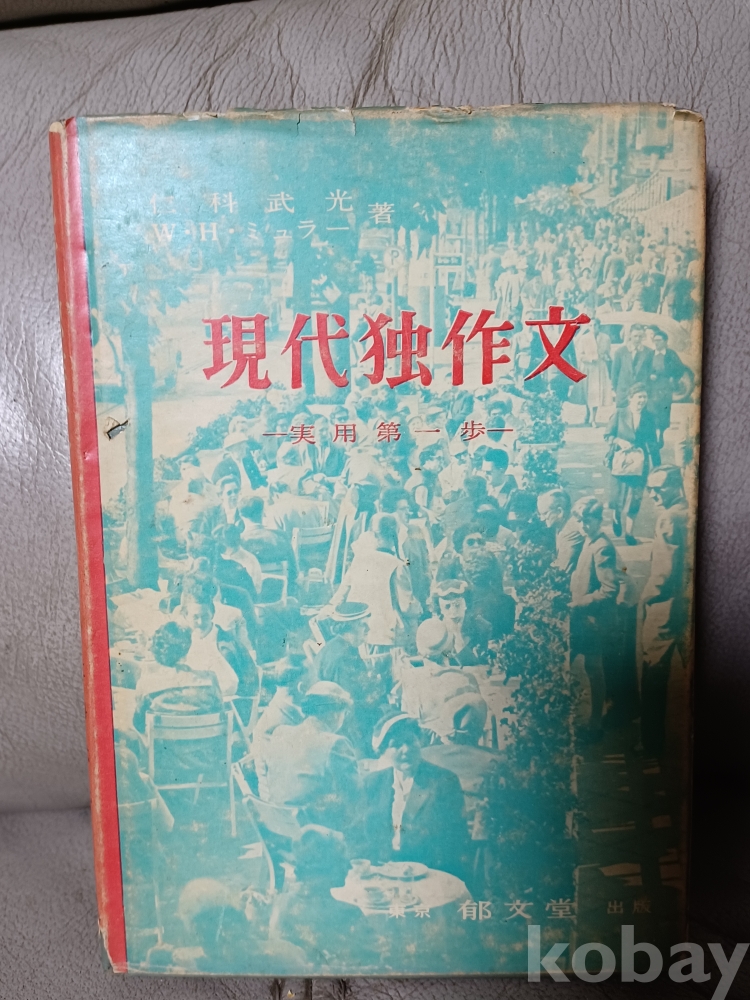 仁科武光
W・H・ミュラー
著
現代独作文
—実用第一歩—
東京 郁文堂 出版
kobay